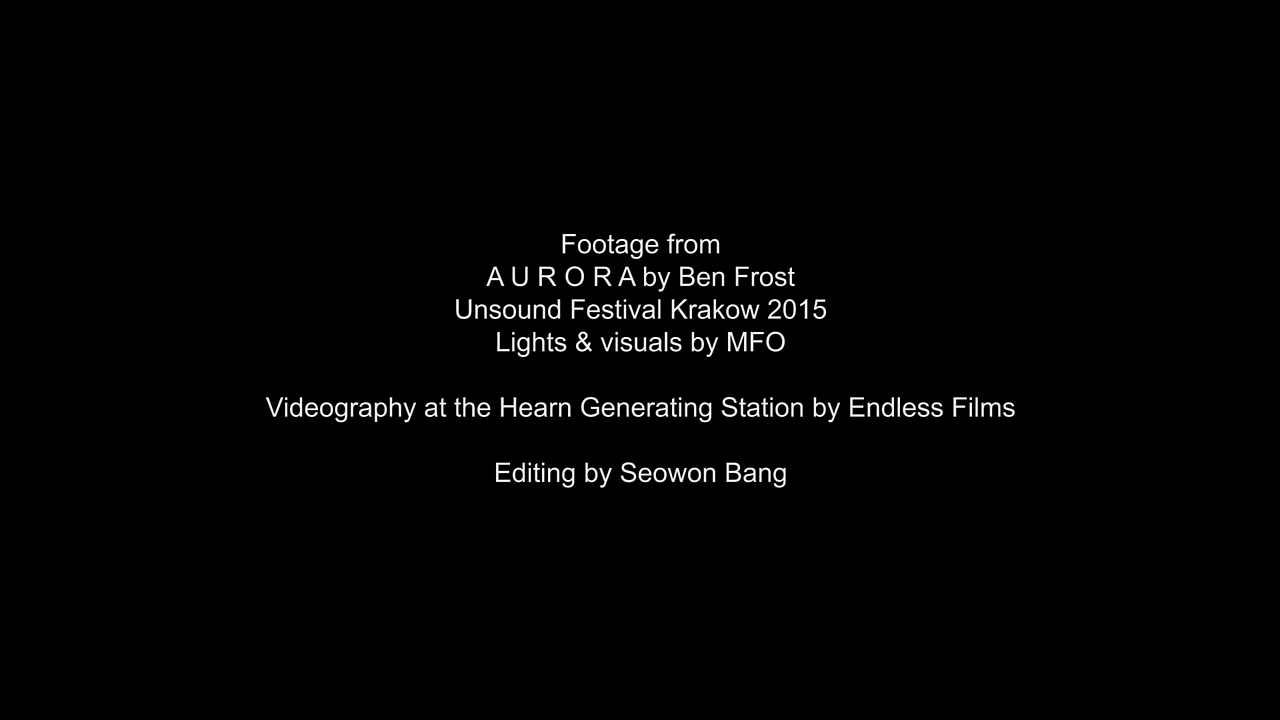 Footage from
A U R O R A by Ben Frost
Unsound Festival Krakow 2015
Lights & visuals by MFO
Videography at the Hearn Generating Station by Endless Films
Editing by Seowon Bang